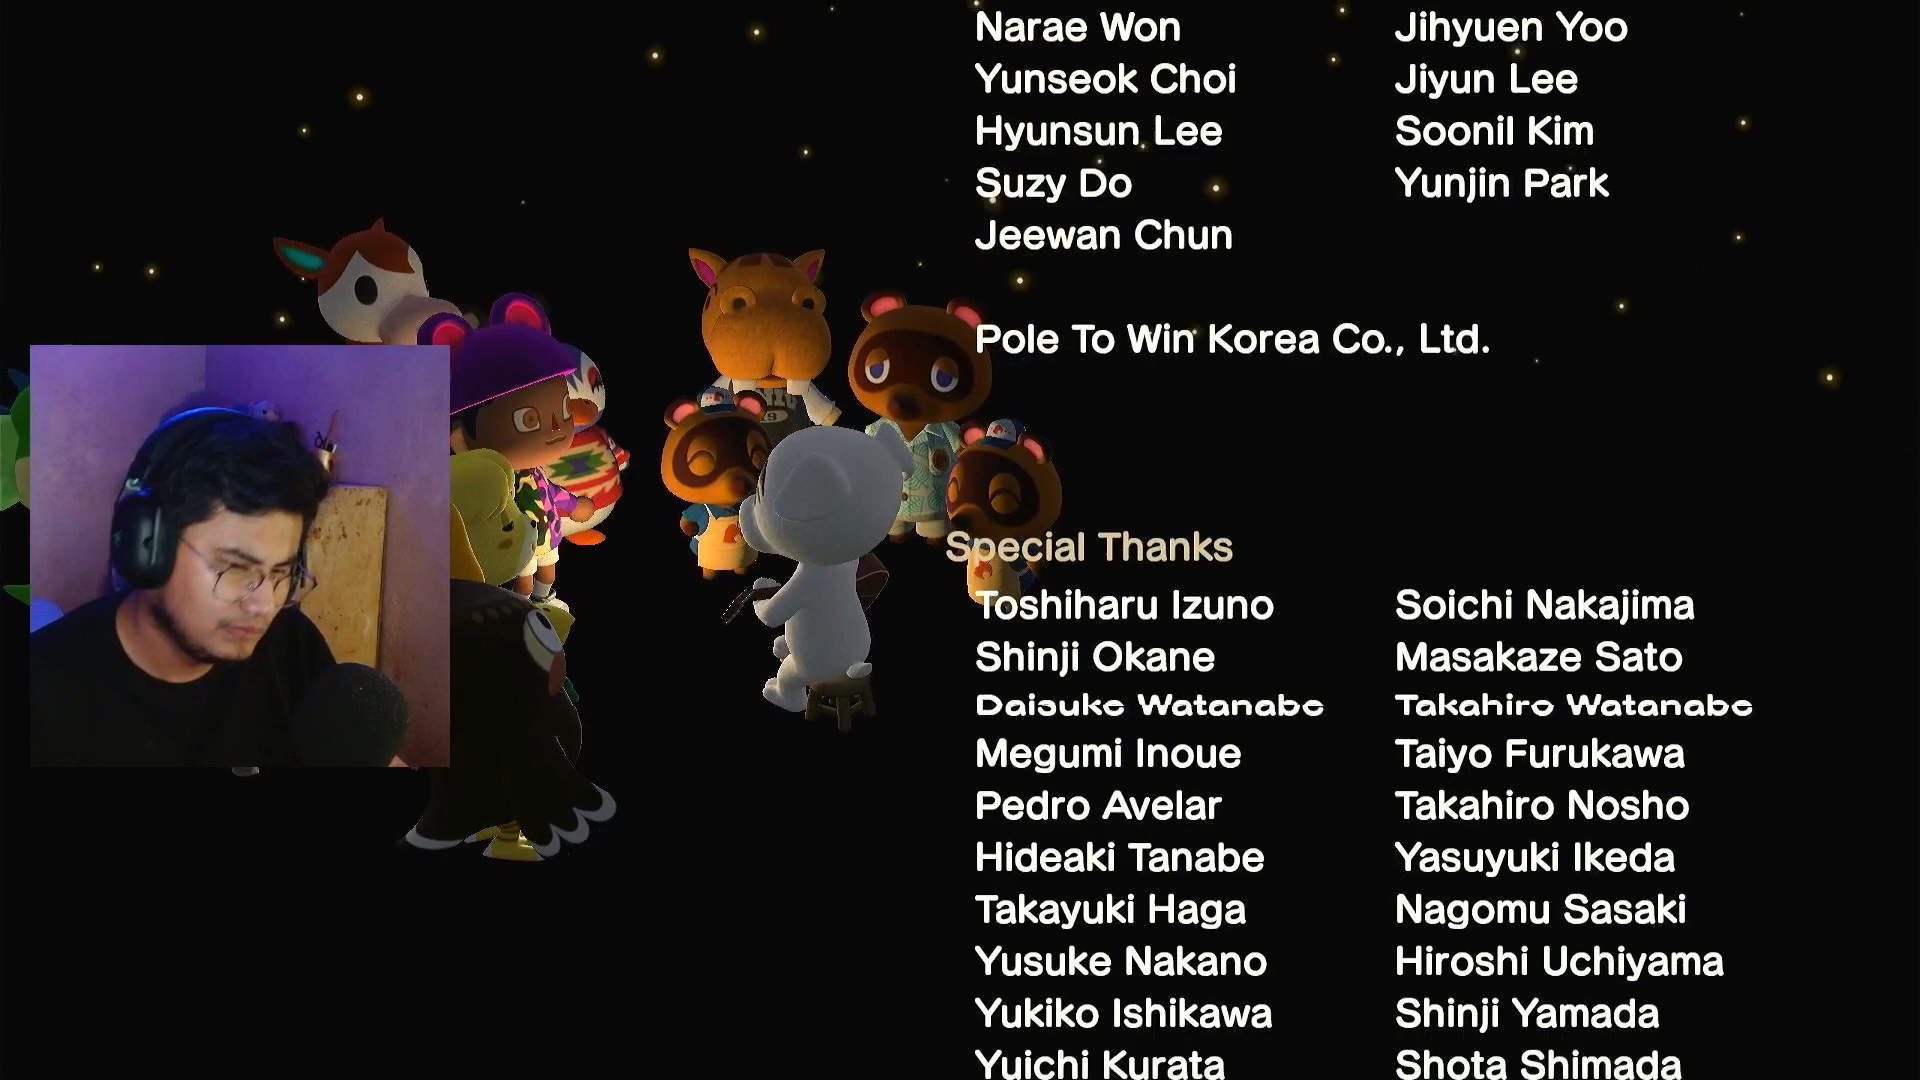 Narae Won Jihyuen Yoo
Yunseok Choi Jiyun Lee
Hyunsun Lee Soonil Kim
Suzy Do Yunjin Park
Jeewan Chun
Pole To Win Korea Co., Ltd.
Special Thanks
Toshiharu Izuno Soichi Nakajima
Shinji Okane Masakaze Sato
Daisuke Watanabe Takahiro Watanabe
Megumi Inoue Taiyo Furukawa
Pedro Avelar Takahiro Nosho
Hideaki Tanabe Yasuyuki Ikeda
Takayuki Haga Nagomu Sasaki
Yusuke Nakano Hiroshi Uchiyama
Yukiko Ishikawa Shinji Yamada
Yuichi Kurata Shota Shimada